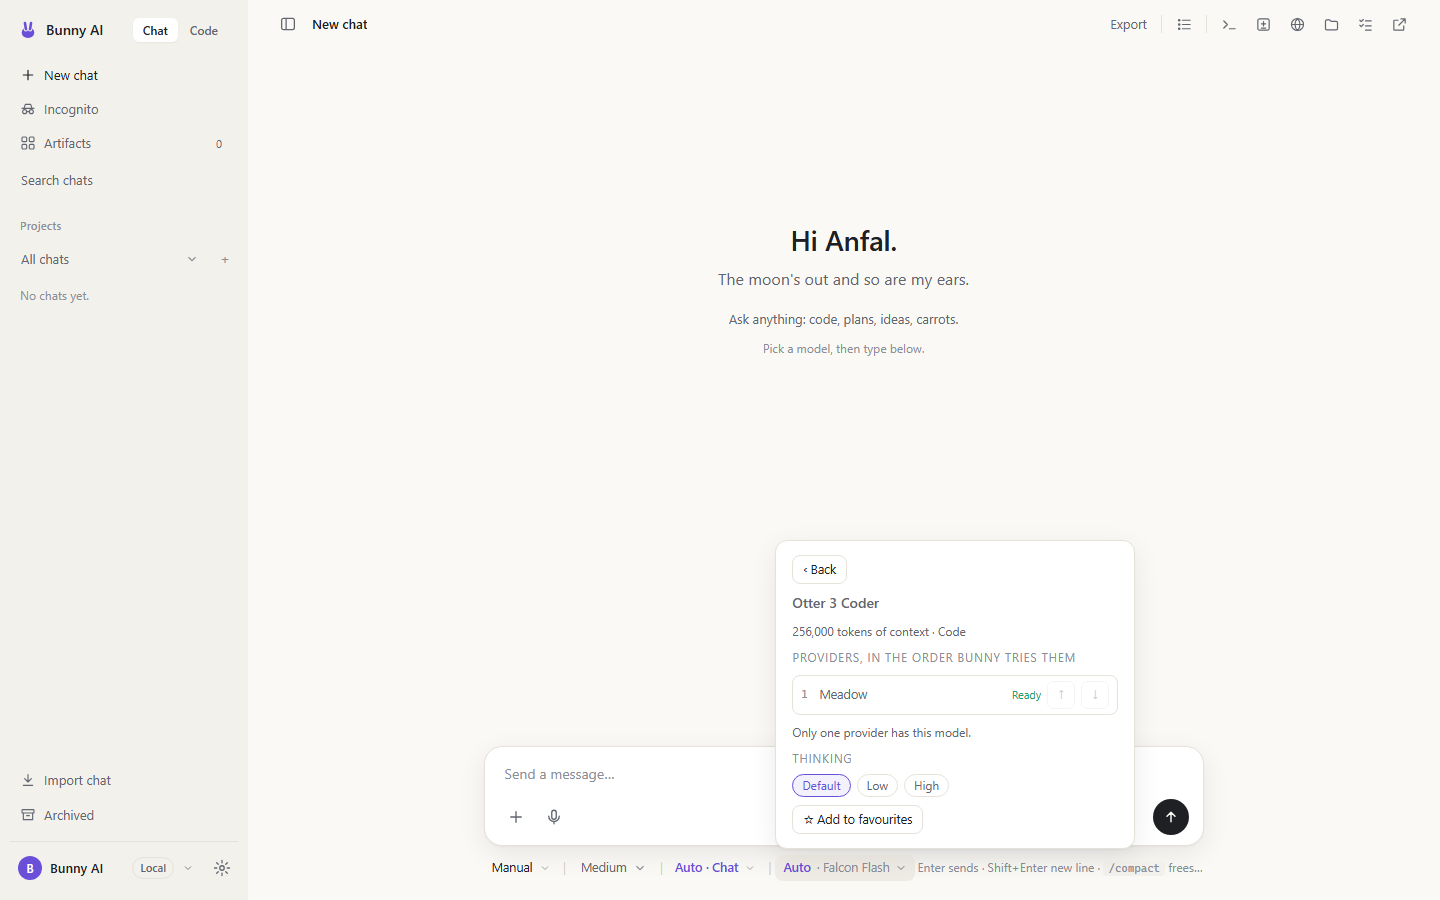 Bunny AI
Chat
Code
New chat
Incognito
Artifacts
0
Search chats
Projects
All chats
+
No chats yet.
Import chat
Archived
B
Bunny AI
Local
New chat
Export
Hi Anfal.
The moon's out and so are my ears.
Ask anything: code, plans, ideas, carrots.
Pick a model, then type below.
‹ Back
Otter 3 Coder
256,000 tokens of context · Code
PROVIDERS, IN THE ORDER BUNNY TRIES THEM
1 Meadow Ready ↑ ↓
Only one provider has this model.
THINKING
Default Low High
☆ Add to favourites
Send a message...
Manual | Medium | Auto · Chat | Auto · Falcon Flash Enter sends · Shift+Enter new line · /compact frees...